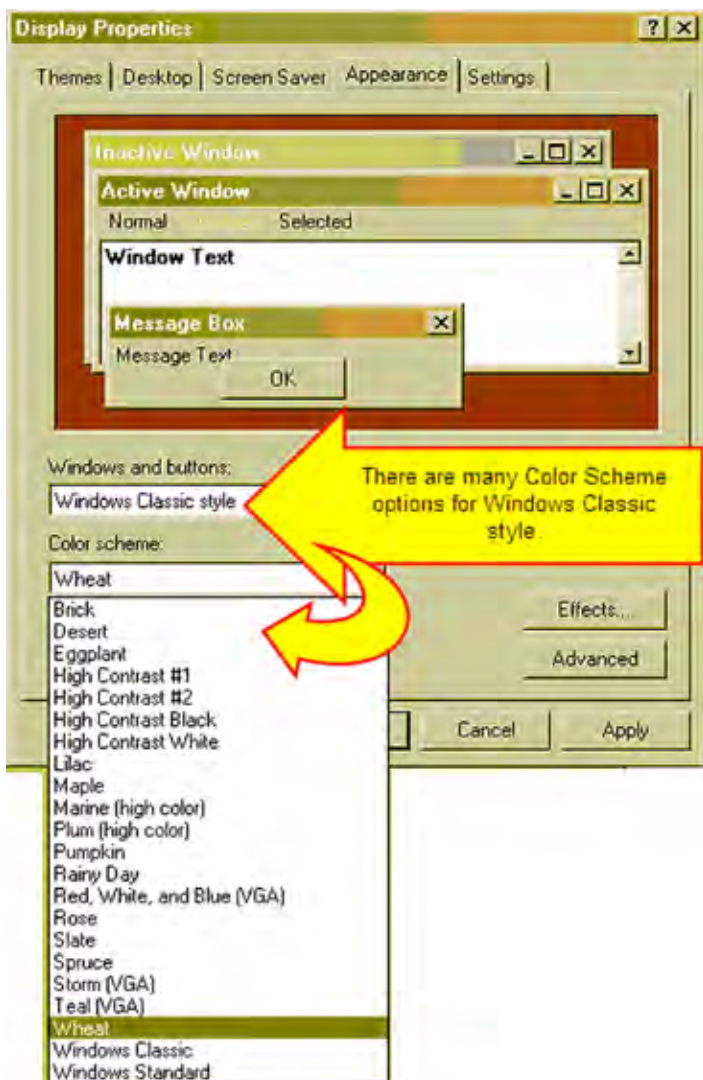 Display Properties
Themes Desktop Screen Saver Appearance Settings
Inactive Window
Active Window
Normal Selected
Window Text
Message Box
Message Text
OK
Windows and buttons:
Windows Classic style
There are many Color Scheme
options for Windows Classic
style.
Color scheme:
Wheat
Brick
Desert
Eggplant
High Contrast #1
High Contrast #2
High Contrast Black
High Contrast White
Lilac
Maple
Marine (high color)
Plum (high color)
Pumpkin
Rainy Day
Red, White, and Blue (VGA)
Rose
Slate
Spruce
Storm (VGA)
Teal (VGA)
Wheat
Windows Classic
Windows Standard
Effects...
Advanced
Cancel Apply